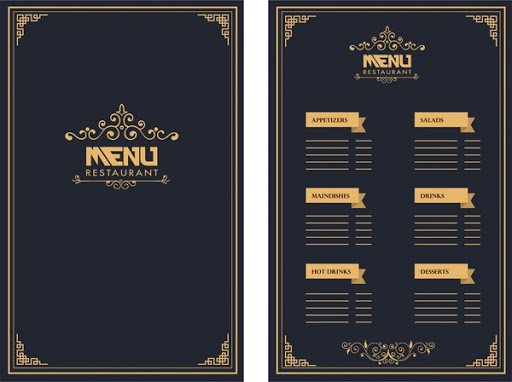 MENU
RESTAURANT
MENU
RESTAURANT
APPETIZERS
SALADS
MAINDISHES
DRINKS
HOT DRINKS
DESSERTS